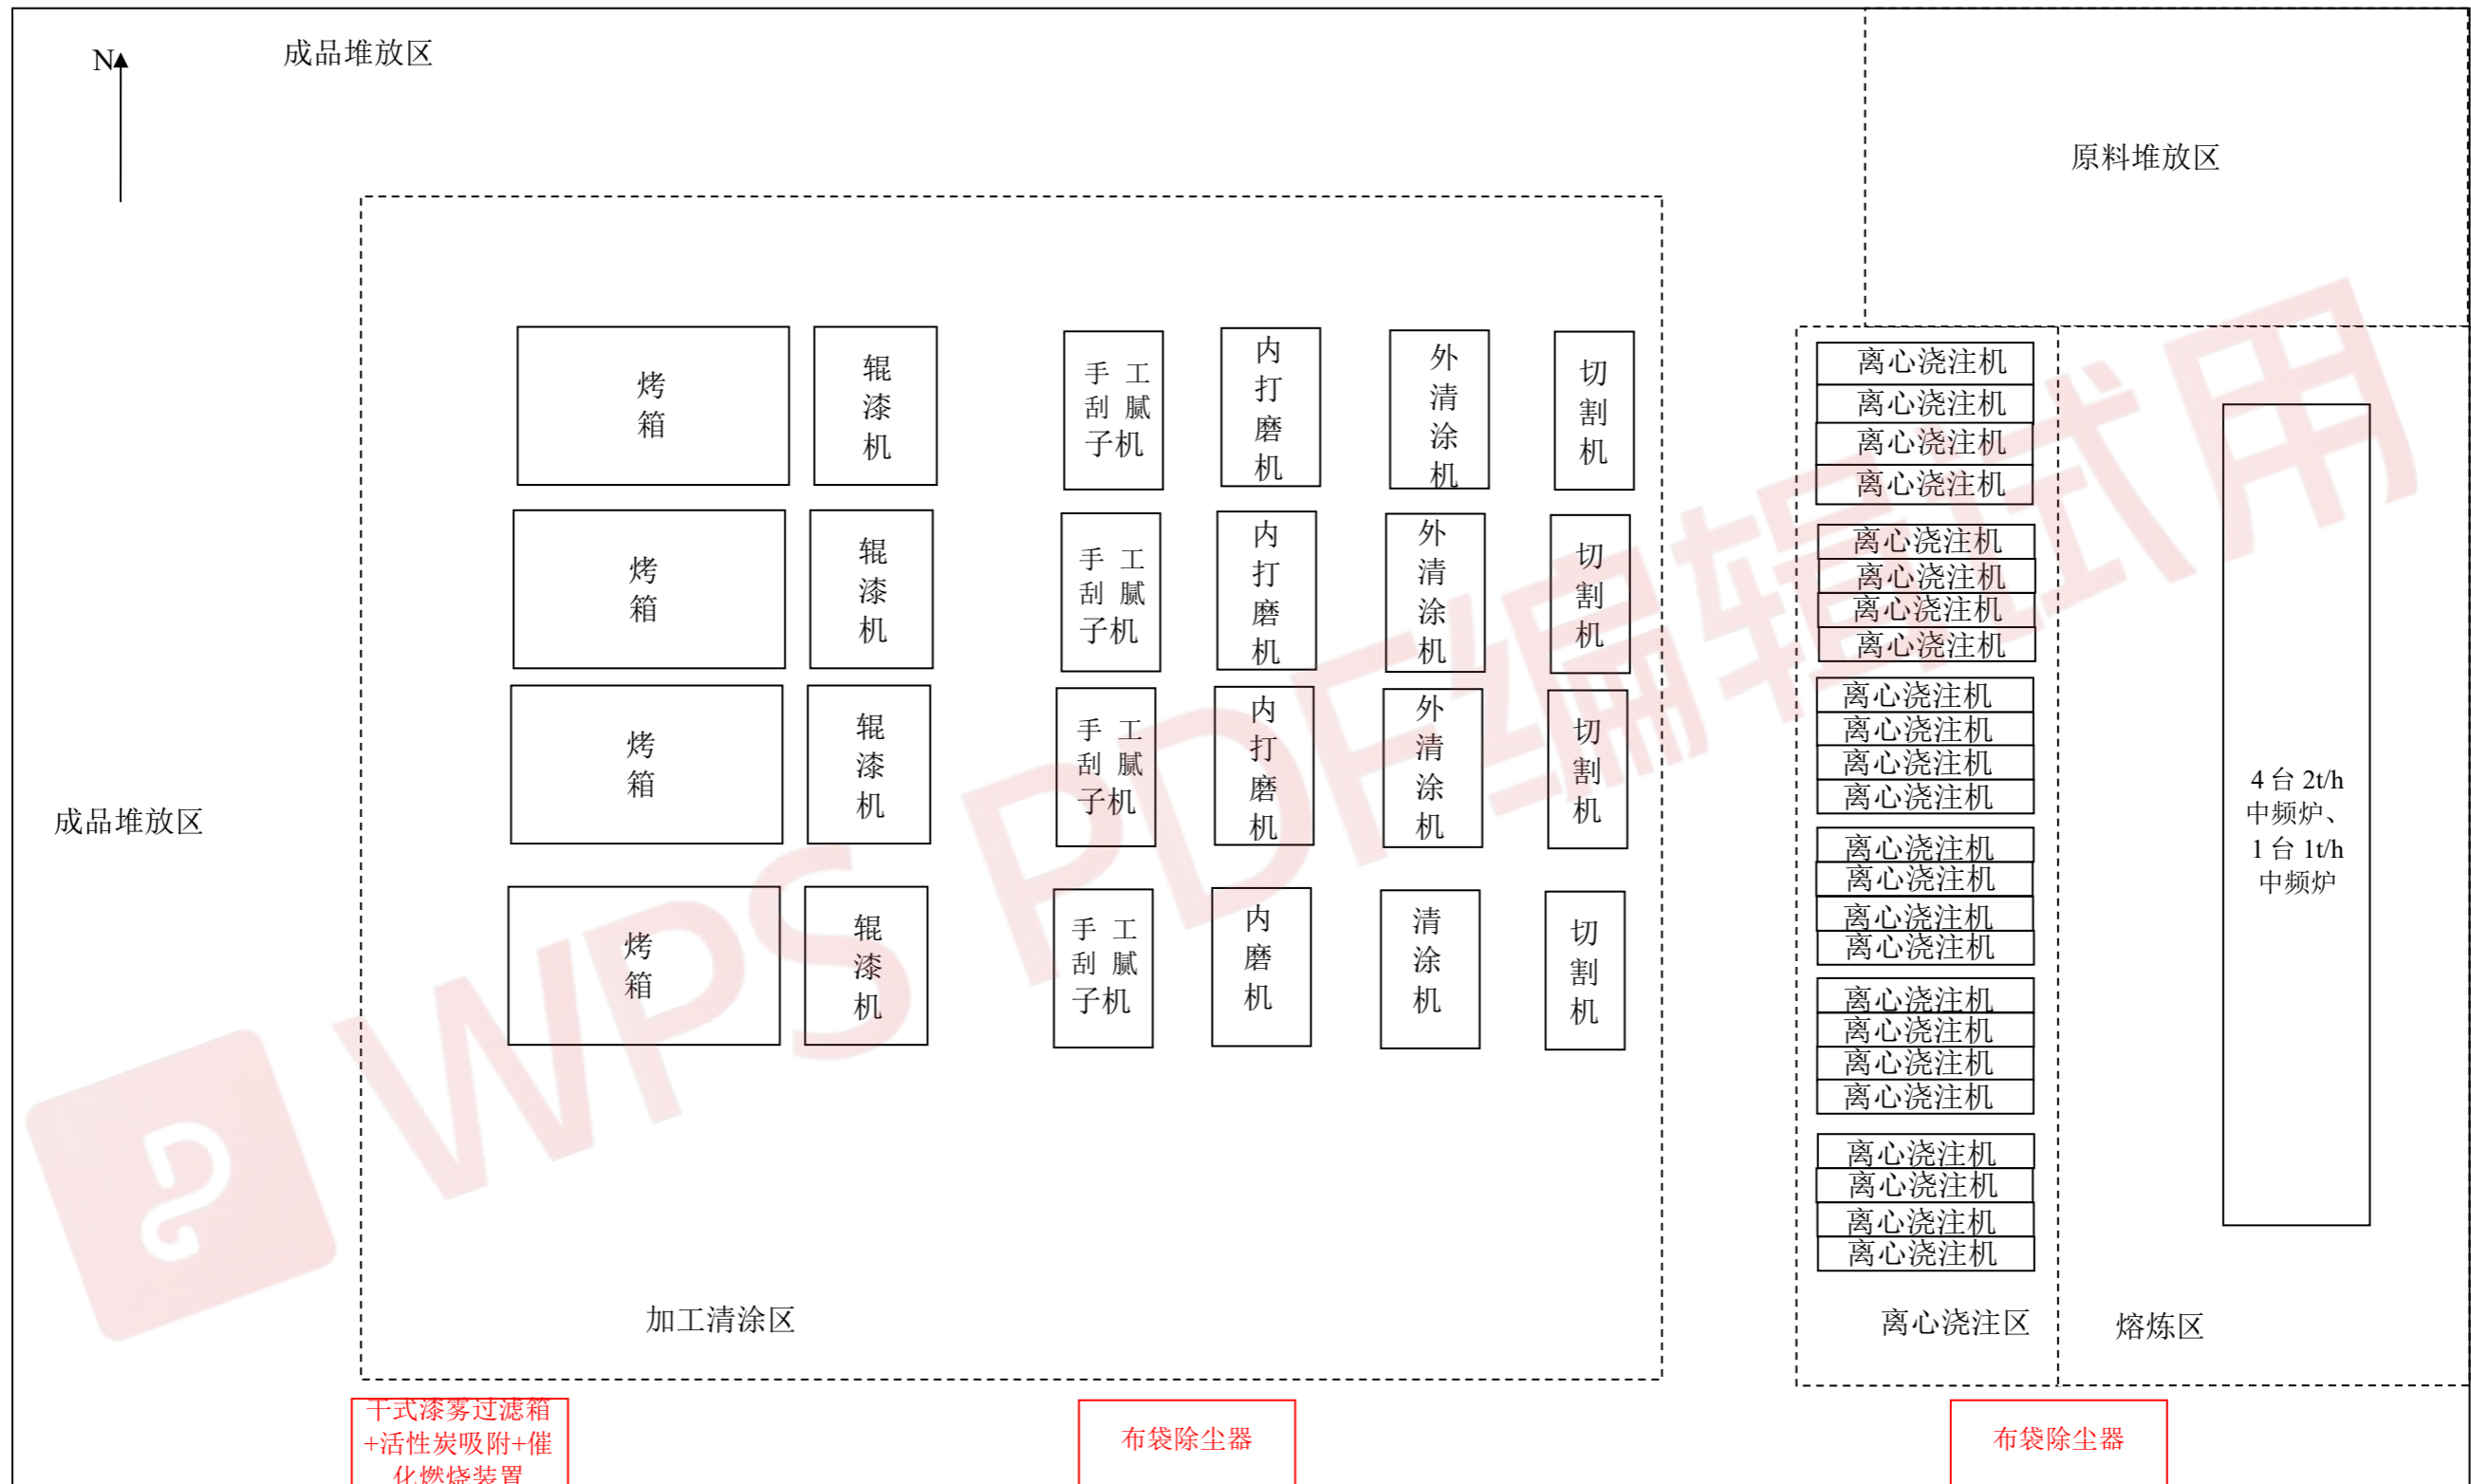 N
成品堆放区
原料堆放区
烤箱
辊漆机
手 工
刮 腻
子机
内打磨机
外清涂机
切割机
离心浇注机
离心浇注机
离心浇注机
离心浇注机
烤箱
辊漆机
手 工
刮 腻
子机
内打磨机
外清涂机
切割机
离心浇注机
离心浇注机
离心浇注机
离心浇注机
烤箱
辊漆机
手 工
刮 腻
子机
内打磨机
外清涂机
切割机
离心浇注机
离心浇注机
离心浇注机
离心浇注机
4 台 2t/h
中频炉、
1 台 1t/h
中频炉
成品堆放区
离心浇注机
离心浇注机
离心浇注机
离心浇注机
烤箱
辊漆机
手 工
刮 腻
子机
内磨机
清涂机
切割机
离心浇注机
离心浇注机
离心浇注机
离心浇注机
离心浇注机
离心浇注机
离心浇注机
离心浇注机
加工清涂区
离心浇注区
熔炼区
干式漆雾过滤箱
+活性炭吸附+催
化燃烧装置
布袋除尘器
布袋除尘器
WPS PDF编辑试用